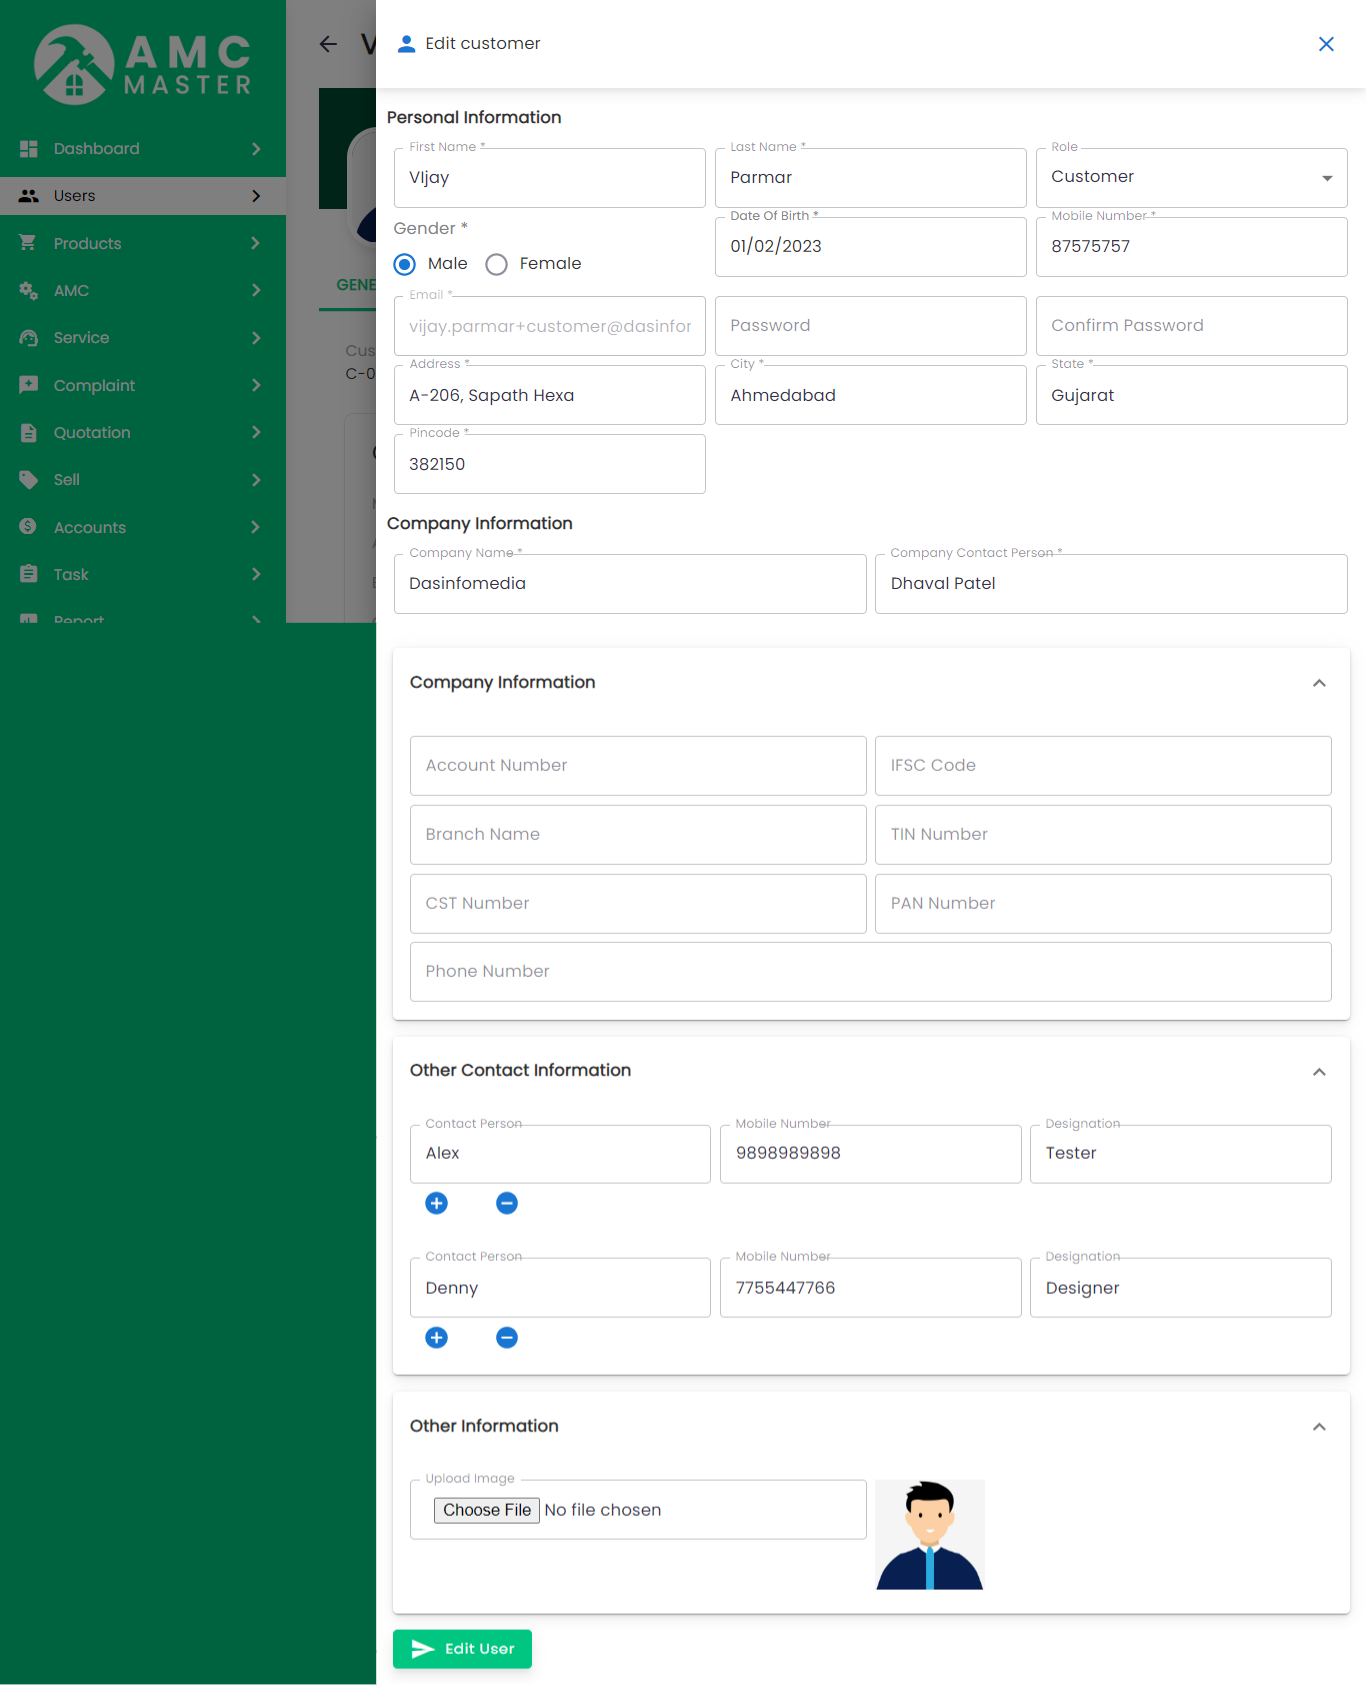 AMC
MASTER
Dashboard
Users
Products
AMC
Service
Complaint
Quotation
Sell
Accounts
Task
Report
V
GENE
Cus
C-0
Edit customer
Personal Information
First Name *
VIjay
Last Name *
Parmar
Role
Customer
Gender *
Male
Female
Date Of Birth *
01/02/2023
Mobile Number *
87575757
Email *
vijay.parmar+customer@dasinfor
Password
Confirm Password
Address *
A-206, Sapath Hexa
City *
Ahmedabad
State *
Gujarat
Pincode *
382150
Company Information
Company Name *
Dasinfomedia
Company Contact Person *
Dhaval Patel
Company Information
Account Number
IFSC Code
Branch Name
TIN Number
CST Number
PAN Number
Phone Number
Other Contact Information
Contact Person
Alex
Mobile Number
9898989898
Designation
Tester
Contact Person
Denny
Mobile Number
7755447766
Designation
Designer
Other Information
Upload Image
Choose File No file chosen
Edit User